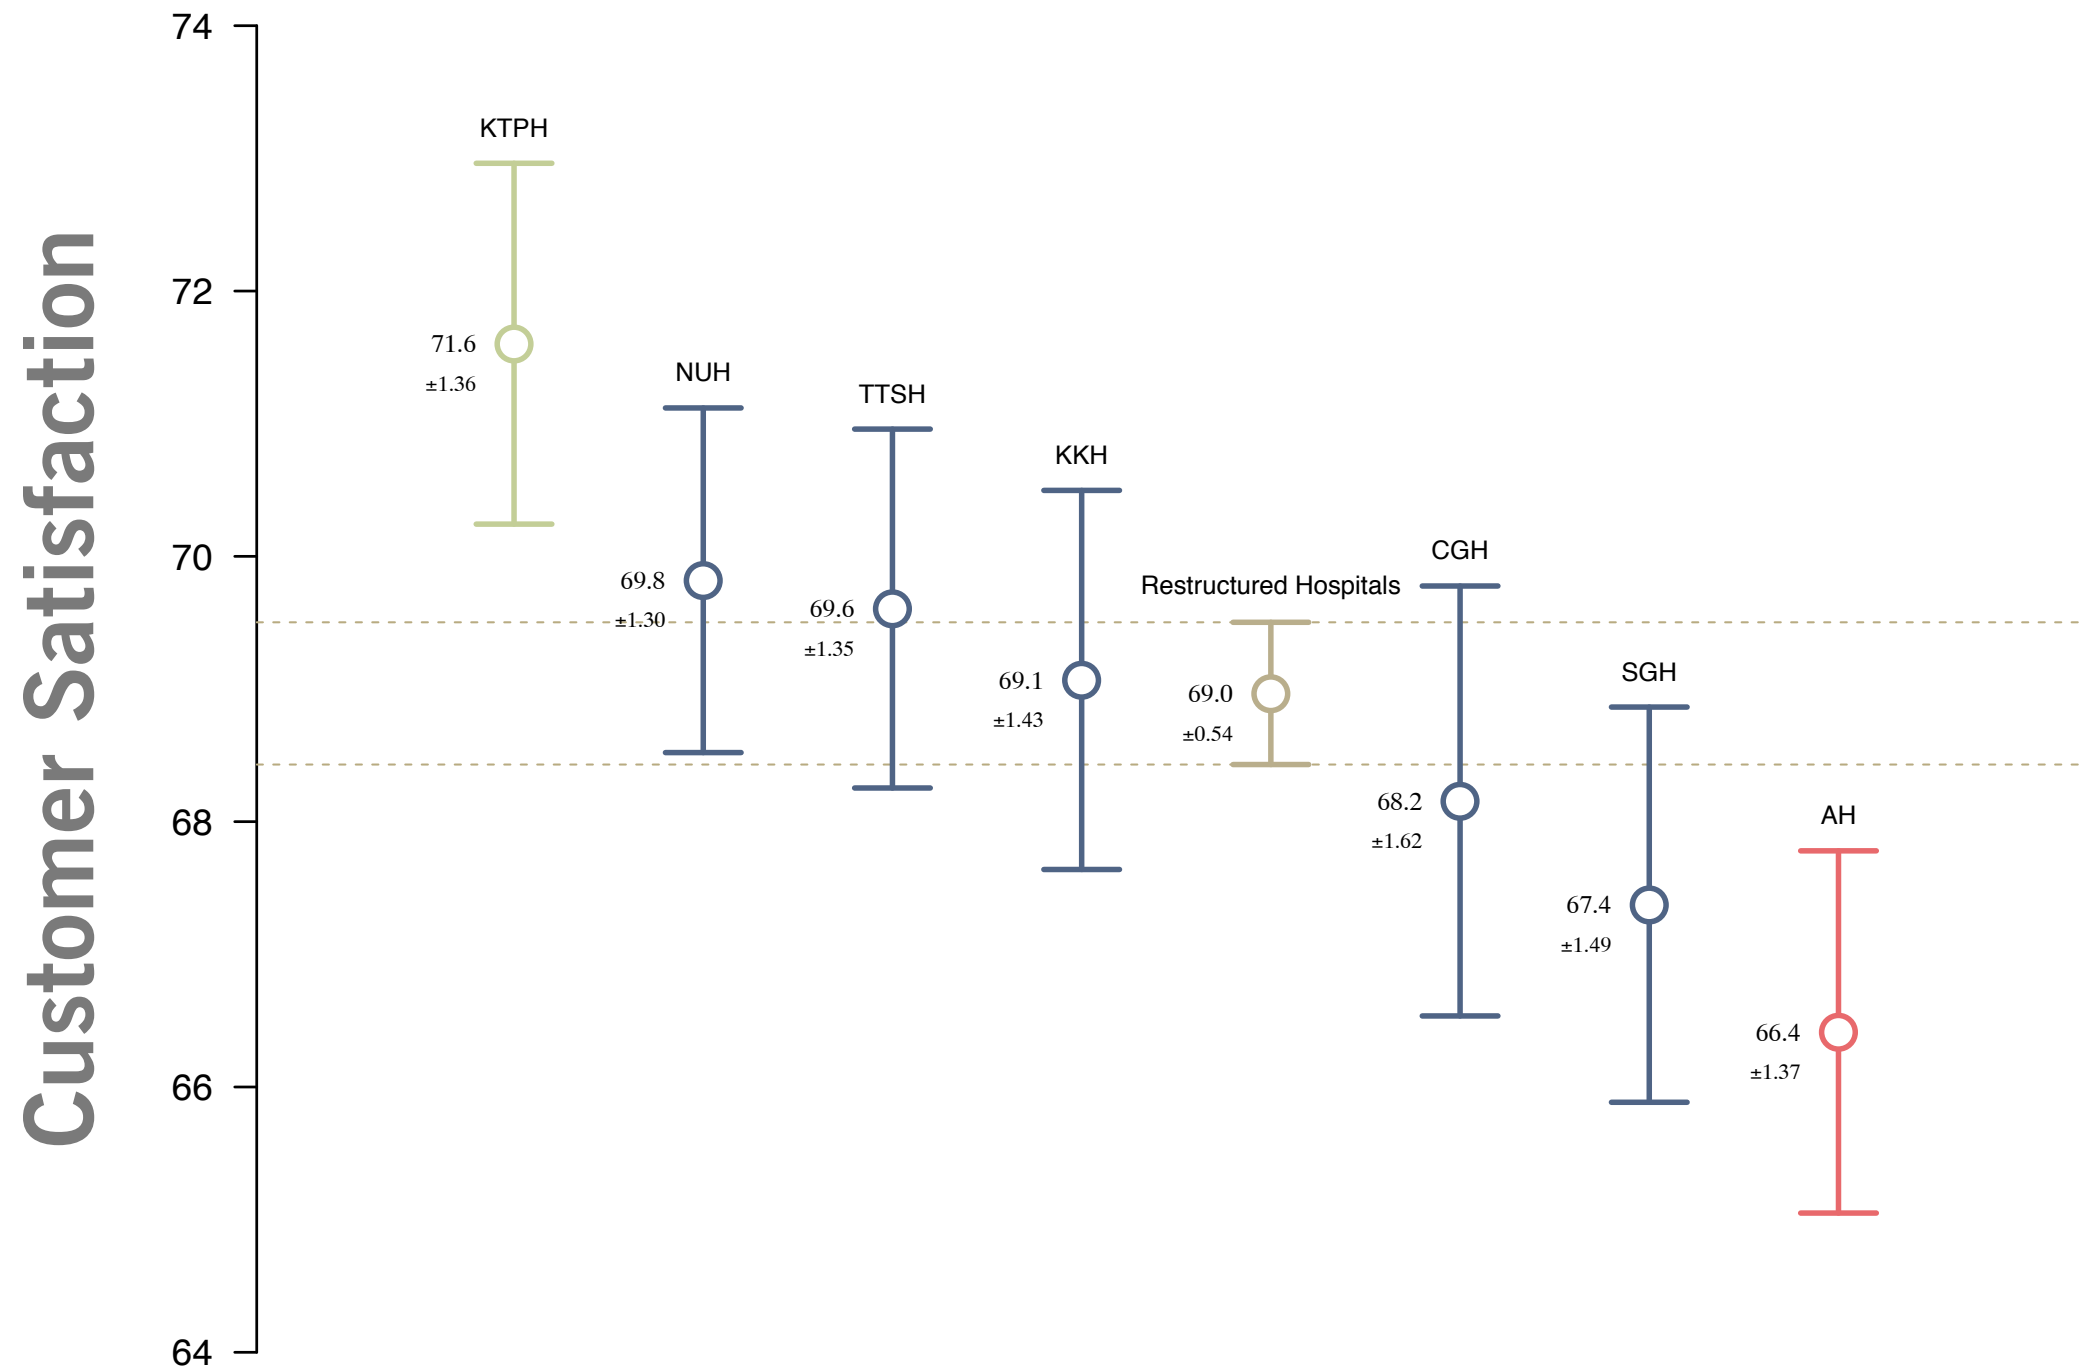 Customer Satisfaction
74
72
70
68
66
64
KTPH
71.6
±1.36
NUH
69.8
±1.30
TTSH
69.6
±1.35
KKH
69.1
±1.43
Restructured Hospitals
69.0
±0.54
CGH
68.2
±1.62
SGH
67.4
±1.49
AH
66.4
±1.37